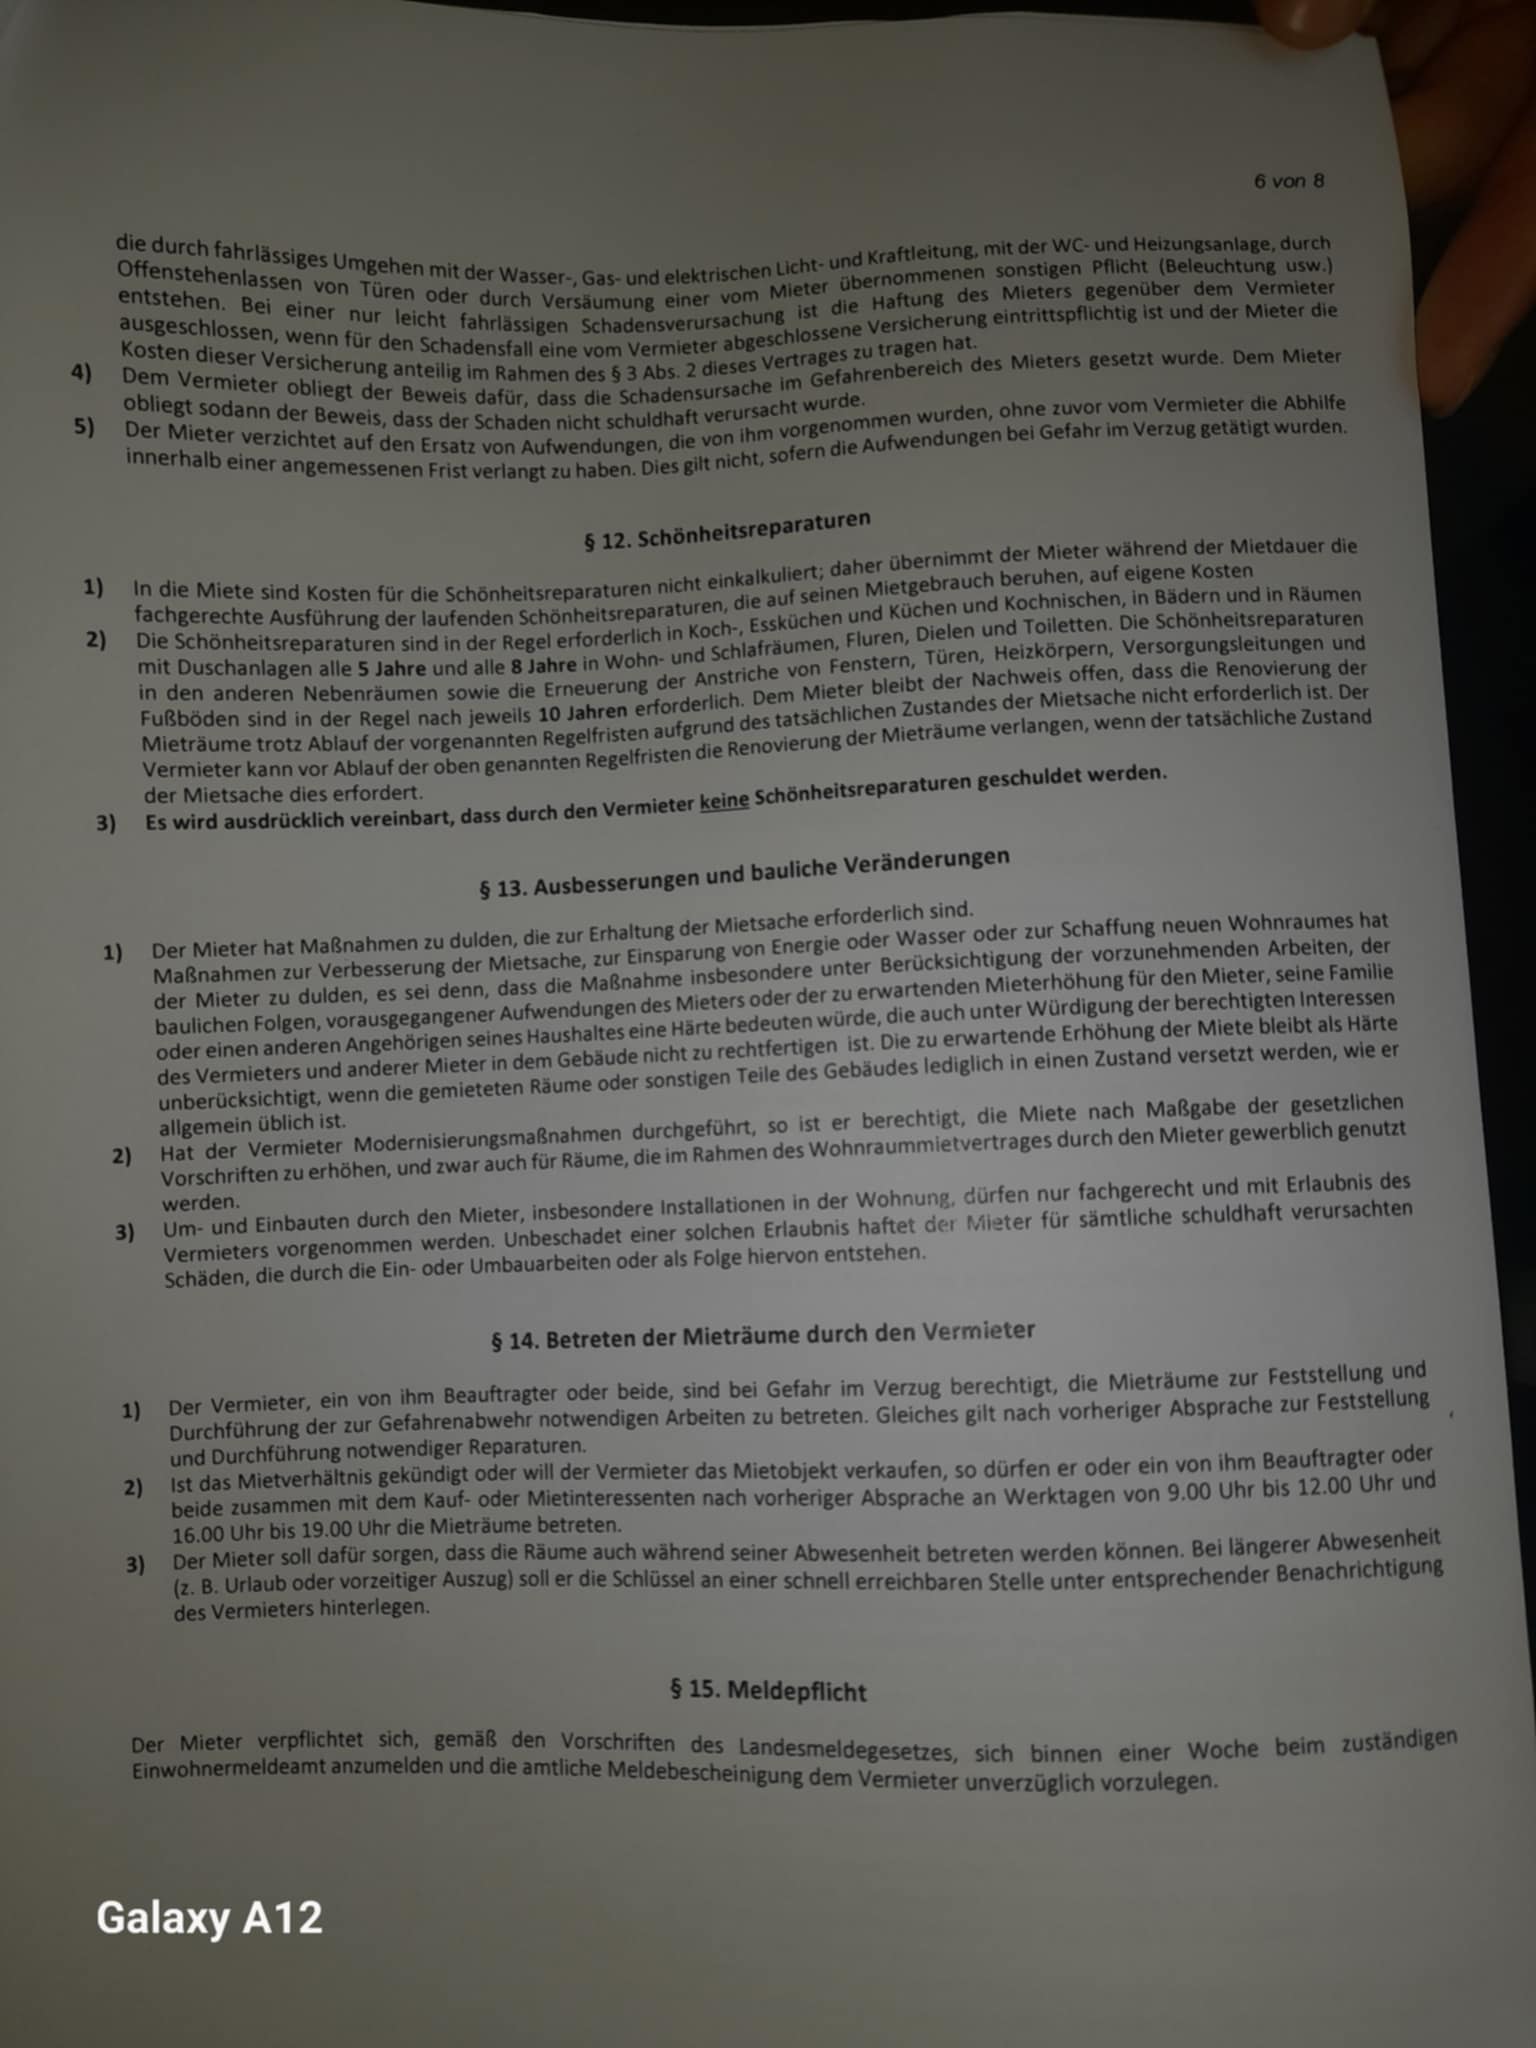 6 von 8
die durch fahrlässiges Umgehen mit der Wasser-, Gas- und elektrischen Licht- und Kraftleitung, mit der WC- und Heizungsanlage, durch
Offenstehenlassen von Türen oder durch Versäumung einer vom Mieter übernommenen sonstigen Pflicht (Beleuchtung usw.)
entstehen. Bei einer nur leicht fahrlässigen Schadensverursachung ist die Haftung des Mieters gegenüber dem Vermieter
ausgeschlossen, wenn für den Schadensfall eine vom Vermieter abgeschlossene Versicherung eintrittspflichtig ist und der Mieter die
Kosten dieser Versicherung anteilig im Rahmen des § 3 Abs. 2 dieses Vertrages zu tragen hat.
4) Dem Vermieter obliegt der Beweis dafür, dass die Schadensursache im Gefahrenbereich des Mieters gesetzt wurde. Dem Mieter
obliegt sodann der Beweis, dass der Schaden nicht schuldhaft verursacht wurde.
5) Der Mieter verzichtet auf den Ersatz von Aufwendungen, die von ihm vorgenommen wurden, ohne zuvor vom Vermieter die Abhilfe
innerhalb einer angemessenen Frist verlangt zu haben. Dies gilt nicht, sofern die Aufwendungen bei Gefahr im Verzug getätigt wurden.
§ 12. Schönheitsreparaturen
1) In die Miete sind Kosten für die Schönheitsreparaturen nicht einkalkuliert; daher übernimmt der Mieter während der Mietdauer die
fachgerechte Ausführung der laufenden Schönheitsreparaturen, die auf seinen Mietgebrauch beruhen, auf eigene Kosten
2) Die Schönheitsreparaturen sind in der Regel erforderlich in Koch-, Essküchen und Küchen und Kochnischen, in Bädern und in Räumen
mit Duschanlagen alle 5 Jahre und alle 8 Jahre in Wohn- und Schlafräumen, Fluren, Dielen und Toiletten. Die Schönheitsreparaturen
in den anderen Nebenräumen sowie die Erneuerung der Anstriche von Fenstern, Türen, Heizkörpern, Versorgungsleitungen und
Fußböden sind in der Regel nach jeweils 10 Jahren erforderlich. Dem Mieter bleibt der Nachweis offen, dass die Renovierung der
Mieträume trotz Ablauf der vorgenannten Regelfristen aufgrund des tatsächlichen Zustandes der Mietsache nicht erforderlich ist. Der
Vermieter kann vor Ablauf der oben genannten Regelfristen die Renovierung der Mieträume verlangen, wenn der tatsächliche Zustand
der Mietsache dies erfordert.
3) Es wird ausdrücklich vereinbart, dass durch den Vermieter keine Schönheitsreparaturen geschuldet werden.
§ 13. Ausbesserungen und bauliche Veränderungen
1) Der Mieter hat Maßnahmen zu dulden, die zur Erhaltung der Mietsache erforderlich sind.
Maßnahmen zur Verbesserung der Mietsache, zur Einsparung von Energie oder Wasser oder zur Schaffung neuen Wohnraumes hat
der Mieter zu dulden, es sei denn, dass die Maßnahme insbesondere unter Berücksichtigung der vorzunehmenden Arbeiten, der
baulichen Folgen, vorausgegangener Aufwendungen des Mieters oder der zu erwartenden Mieterhöhung für den Mieter, seine Familie
oder einen anderen Angehörigen seines Haushaltes eine Härte bedeuten würde, die auch unter Würdigung der berechtigten Interessen
des Vermieters und anderer Mieter in dem Gebäude nicht zu rechtfertigen ist. Die zu erwartende Erhöhung der Miete bleibt als Härte
unberücksichtigt, wenn die gemieteten Räume oder sonstigen Teile des Gebäudes lediglich in einen Zustand versetzt werden, wie er
allgemein üblich ist.
2) Hat der Vermieter Modernisierungsmaßnahmen durchgeführt, so ist er berechtigt, die Miete nach Maßgabe der gesetzlichen
Vorschriften zu erhöhen, und zwar auch für Räume, die im Rahmen des Wohnraummietvertrages durch den Mieter gewerblich genutzt
werden.
3) Um- und Einbauten durch den Mieter, insbesondere Installationen in der Wohnung, dürfen nur fachgerecht und mit Erlaubnis des
Vermieters vorgenommen werden. Unbeschadet einer solchen Erlaubnis haftet der Mieter für sämtliche schuldhaft verursachten
Schäden, die durch die Ein- oder Umbauarbeiten oder als Folge hiervon entstehen.
§ 14. Betreten der Mieträume durch den Vermieter
1) Der Vermieter, ein von ihm Beauftragter oder beide, sind bei Gefahr im Verzug berechtigt, die Mieträume zur Feststellung und
Durchführung der zur Gefahrenabwehr notwendigen Arbeiten zu betreten. Gleiches gilt nach vorheriger Absprache zur Feststellung
und Durchführung notwendiger Reparaturen.
2) Ist das Mietverhältnis gekündigt oder will der Vermieter das Mietobjekt verkaufen, so dürfen er oder ein von ihm Beauftragter oder
beide zusammen mit dem Kauf- oder Mietinteressenten nach vorheriger Absprache an Werktagen von 9.00 Uhr bis 12.00 Uhr und
16.00 Uhr bis 19.00 Uhr die Mieträume betreten.
3) Der Mieter soll dafür sorgen, dass die Räume auch während seiner Abwesenheit betreten werden können. Bei längerer Abwesenheit
(z. B. Urlaub oder vorzeitiger Auszug) soll er die Schlüssel an einer schnell erreichbaren Stelle unter entsprechender Benachrichtigung
des Vermieters hinterlegen.
§ 15. Meldepflicht
Der Mieter verpflichtet sich, gemäß den Vorschriften des Landesmeldegesetzes, sich binnen einer Woche beim zuständigen
Einwohnermeldeamt anzumelden und die amtliche Meldebescheinigung dem Vermieter unverzüglich vorzulegen.
Galaxy A12